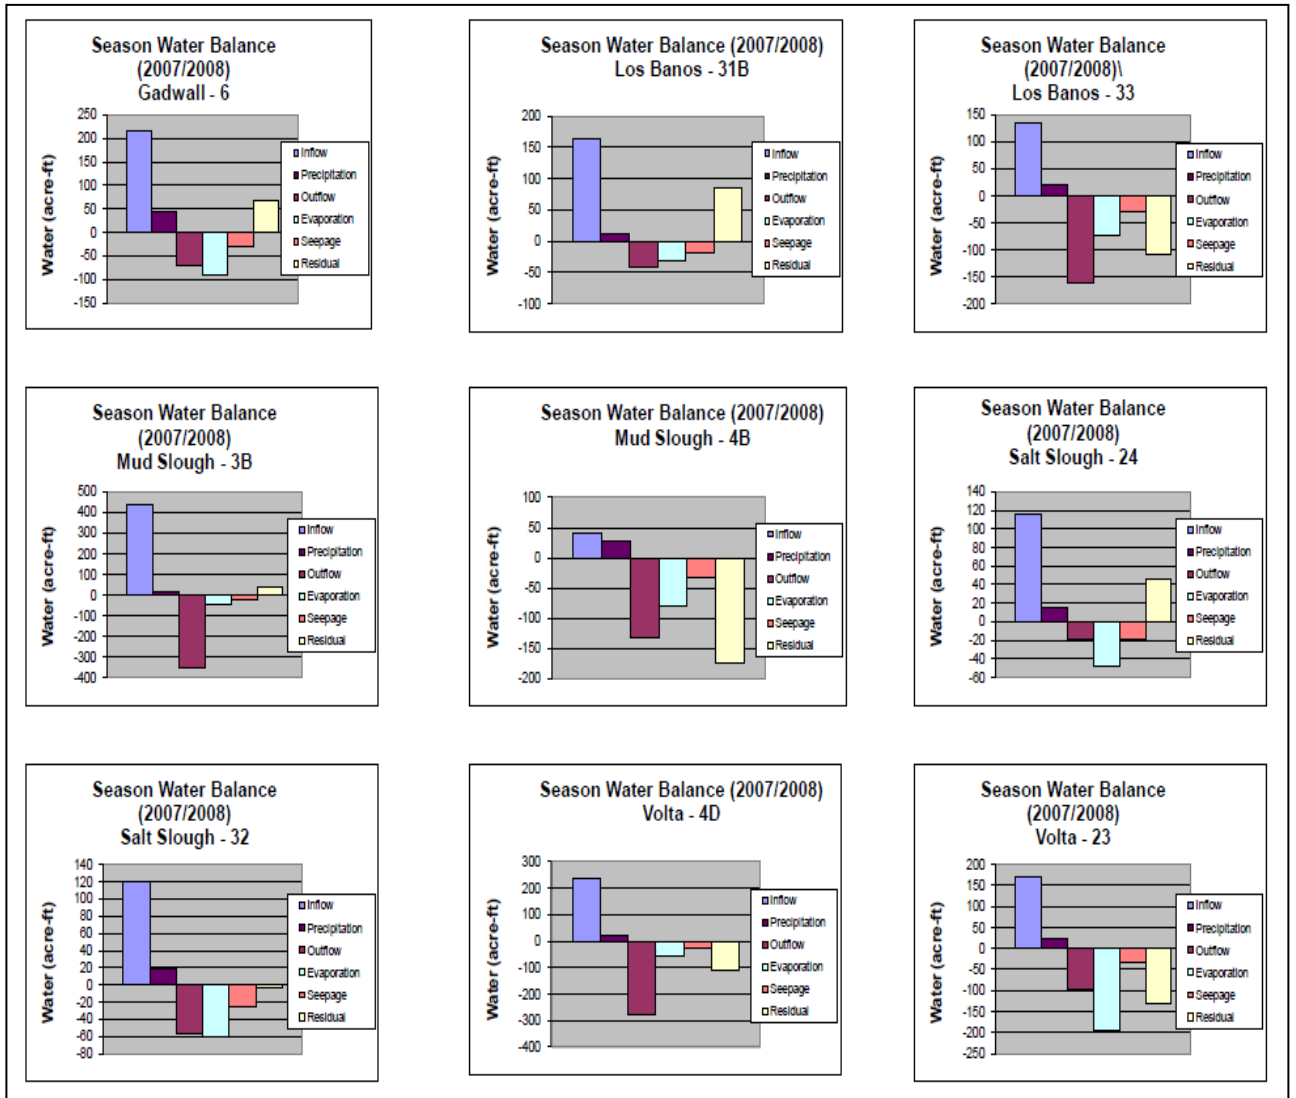 Season Water Balance
(2007/2008)
Gadwall - 6
Water (acre-ft)
250
200
150
100
50
0
-50
-100
-150
Inflow
Precipitation
Outflow
Evaporation
Seepage
Residual
Season Water Balance (2007/2008)
Los Banos - 31B
Water (acre-ft)
200
150
100
50
0
-50
-100
Inflow
Precipitation
Outflow
Evaporation
Seepage
Residual
Season Water Balance
(2007/2008)\
Los Banos - 33
Water (acre-ft)
150
100
50
0
-50
-100
-150
-200
Inflow
Precipitation
Outflow
Evaporation
Seepage
Residual
Season Water Balance
(2007/2008)
Mud Slough - 3B
Water (acre-ft)
500
400
300
200
100
0
-100
-200
-300
-400
Inflow
Precipitation
Outflow
Evaporation
Seepage
Residual
Season Water Balance (2007/2008)
Mud Slough - 4B
Water (acre-ft)
100
50
0
-50
-100
-150
-200
Inflow
Precipitation
Outflow
Evaporation
Seepage
Residual
Season Water Balance
(2007/2008)
Salt Slough - 24
Water (acre-ft)
140
120
100
80
60
40
20
0
-20
-40
-60
Inflow
Precipitation
Outflow
Evaporation
Seepage
Residual
Season Water Balance
(2007/2008)
Salt Slough - 32
Water (acre-ft)
140
120
100
80
60
40
20
0
-20
-40
-60
-80
Inflow
Precipitation
Outflow
Evaporation
Seepage
Residual
Season Water Balance (2007/2008)
Volta - 4D
Water (acre-ft)
300
200
100
0
-100
-200
-300
-400
Inflow
Precipitation
Outflow
Evaporation
Seepage
Residual
Season Water Balance
(2007/2008)
Volta - 23
Water (acre-ft)
200
150
100
50
0
-50
-100
-150
-200
-250
Inflow
Precipitation
Outflow
Evaporation
Seepage
Residual